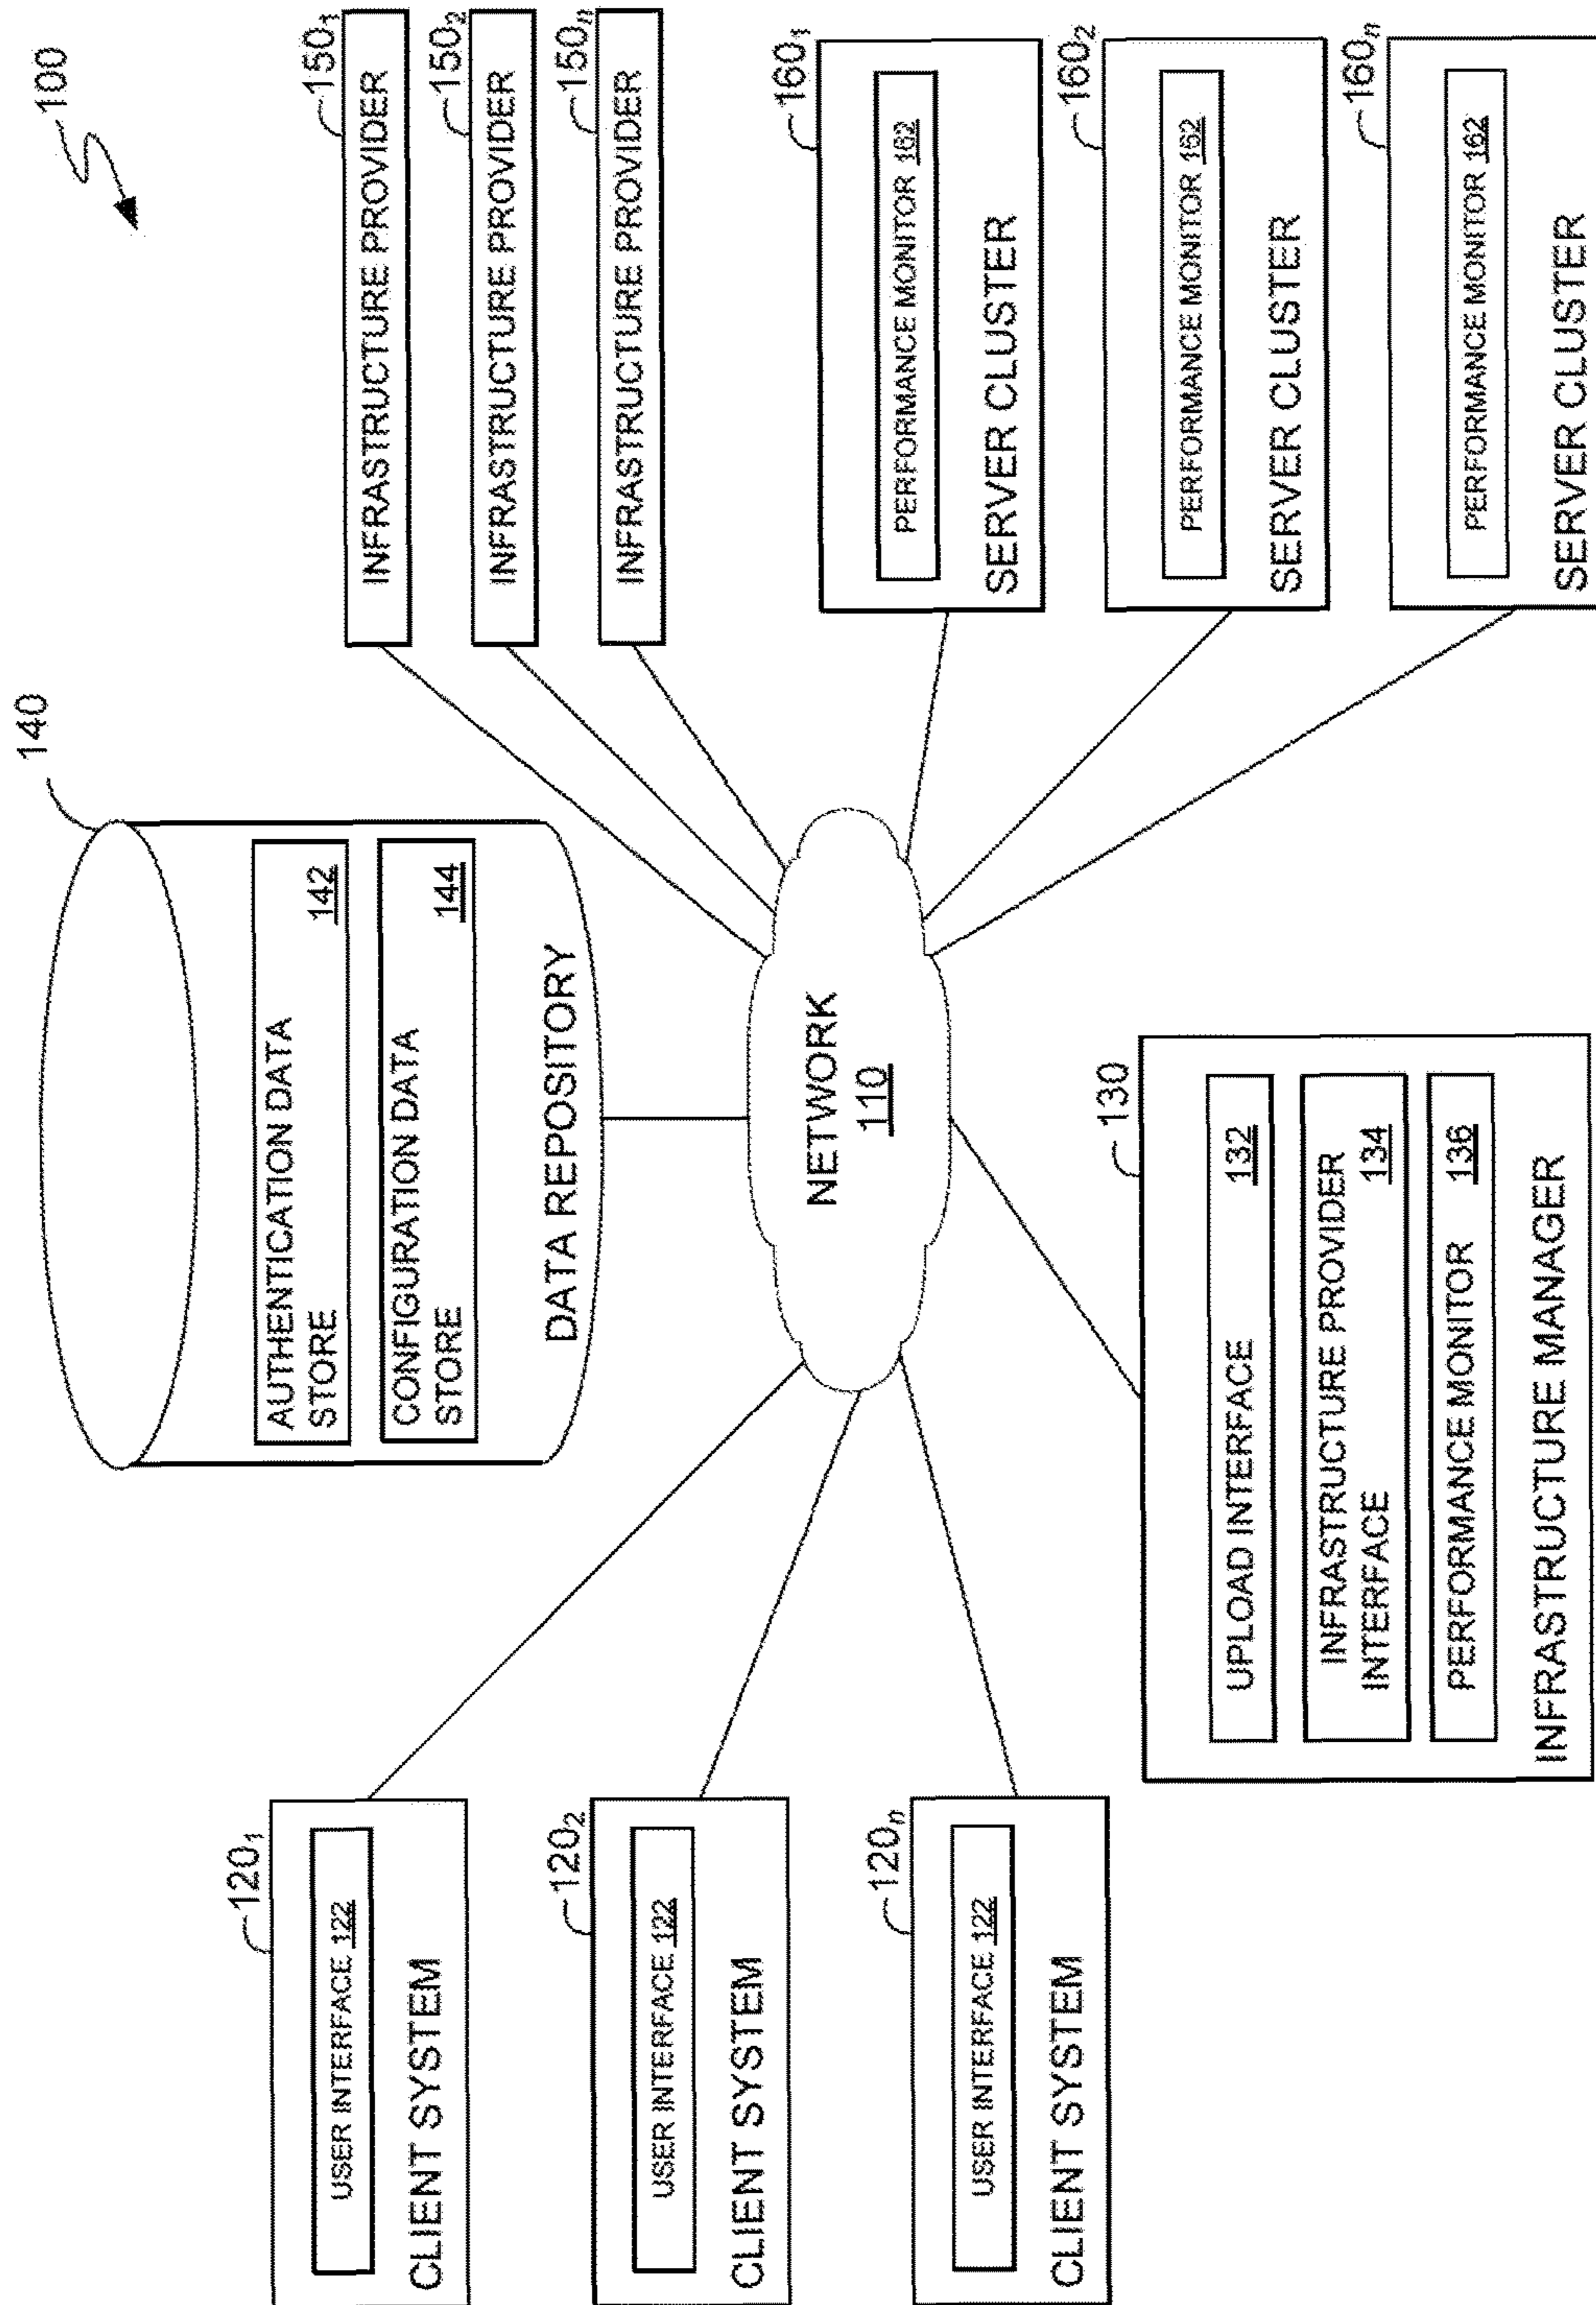 100
140
AUTHENTICATION DATA
STORE 142
CONFIGURATION DATA
STORE 144
DATA REPOSITORY
150₁
INFRASTRUCTURE PROVIDER
150₂
INFRASTRUCTURE PROVIDER
150ₙ
INFRASTRUCTURE PROVIDER
120₁
USER INTERFACE 122
CLIENT SYSTEM
120₂
USER INTERFACE 122
CLIENT SYSTEM
120ₙ
USER INTERFACE 122
CLIENT SYSTEM
NETWORK
110
160₁
PERFORMANCE MONITOR 162
SERVER CLUSTER
160₂
PERFORMANCE MONITOR 162
SERVER CLUSTER
160ₙ
PERFORMANCE MONITOR 162
SERVER CLUSTER
130
UPLOAD INTERFACE 132
INFRASTRUCTURE PROVIDER
INTERFACE 134
PERFORMANCE MONITOR 136
INFRASTRUCTURE MANAGER